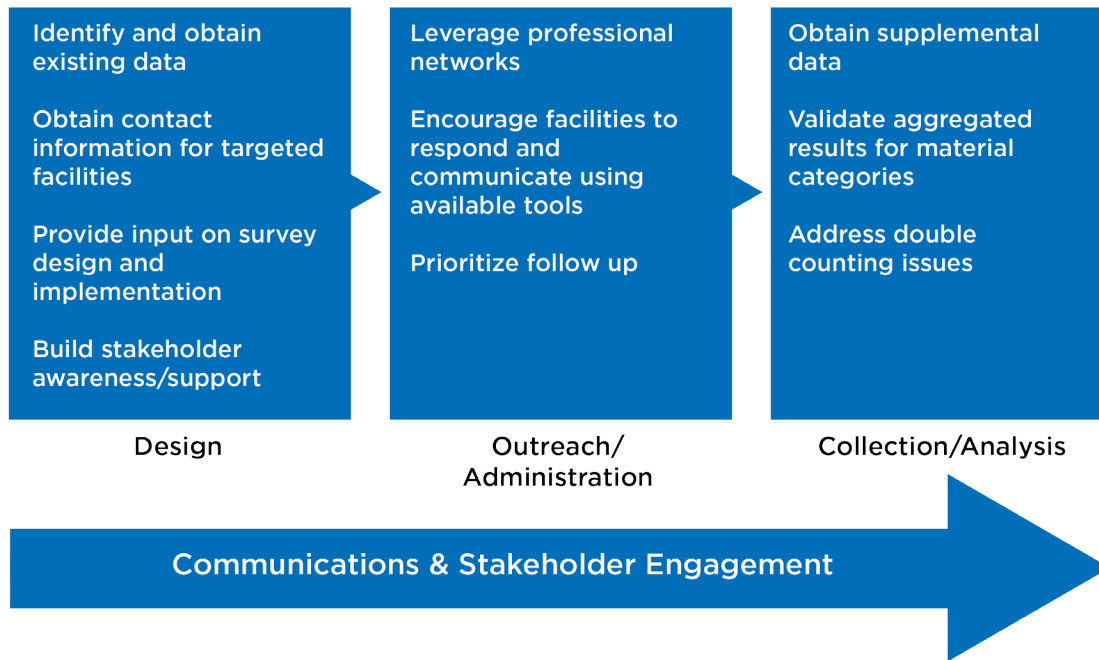 Identify and obtain
existing data
Obtain contact
information for targeted
facilities
Provide input on survey
design and
implementation
Build stakeholder
awareness/support
Design
Leverage professional
networks
Encourage facilities to
respond and
communicate using
available tools
Prioritize follow up
Outreach/
Administration
Obtain supplemental
data
Validate aggregated
results for material
categories
Address double
counting issues
Collection/Analysis
Communications & Stakeholder Engagement